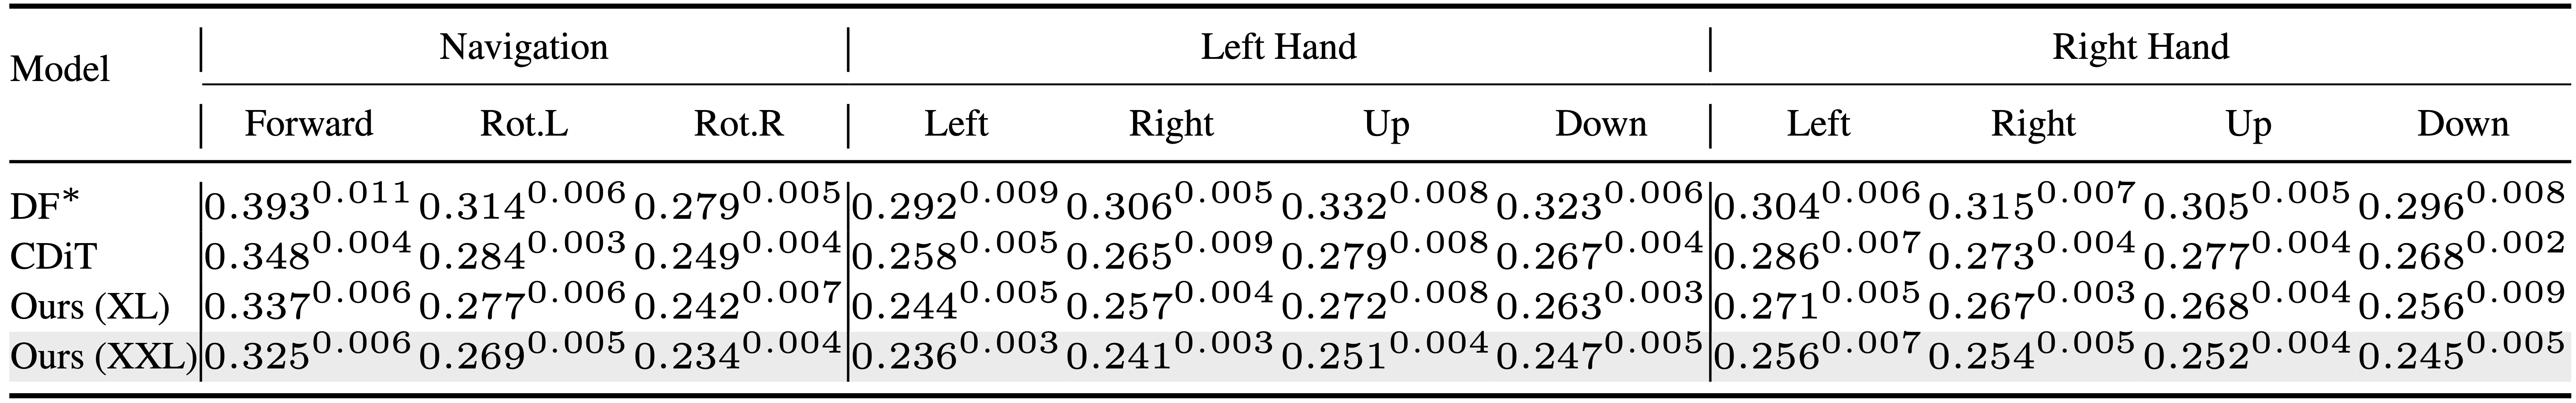 Model Navigation Left Hand Right Hand
Forward Rot.L Rot.R Left Right Up Down Left Right Up Down
DF* 0.393^0.011 0.314^0.006 0.279^0.005 0.292^0.009 0.306^0.005 0.332^0.008 0.323^0.006 0.304^0.006 0.315^0.007 0.305^0.005 0.296^0.008
CDiT 0.348^0.004 0.284^0.003 0.249^0.004 0.258^0.005 0.265^0.009 0.279^0.008 0.267^0.004 0.286^0.007 0.273^0.004 0.277^0.004 0.268^0.002
Ours (XL) 0.337^0.006 0.277^0.006 0.242^0.007 0.244^0.005 0.257^0.004 0.272^0.008 0.263^0.003 0.271^0.005 0.267^0.003 0.268^0.004 0.256^0.009
Ours (XXL) 0.325^0.006 0.269^0.005 0.234^0.004 0.236^0.003 0.241^0.003 0.251^0.004 0.247^0.005 0.256^0.007 0.254^0.005 0.252^0.004 0.245^0.005